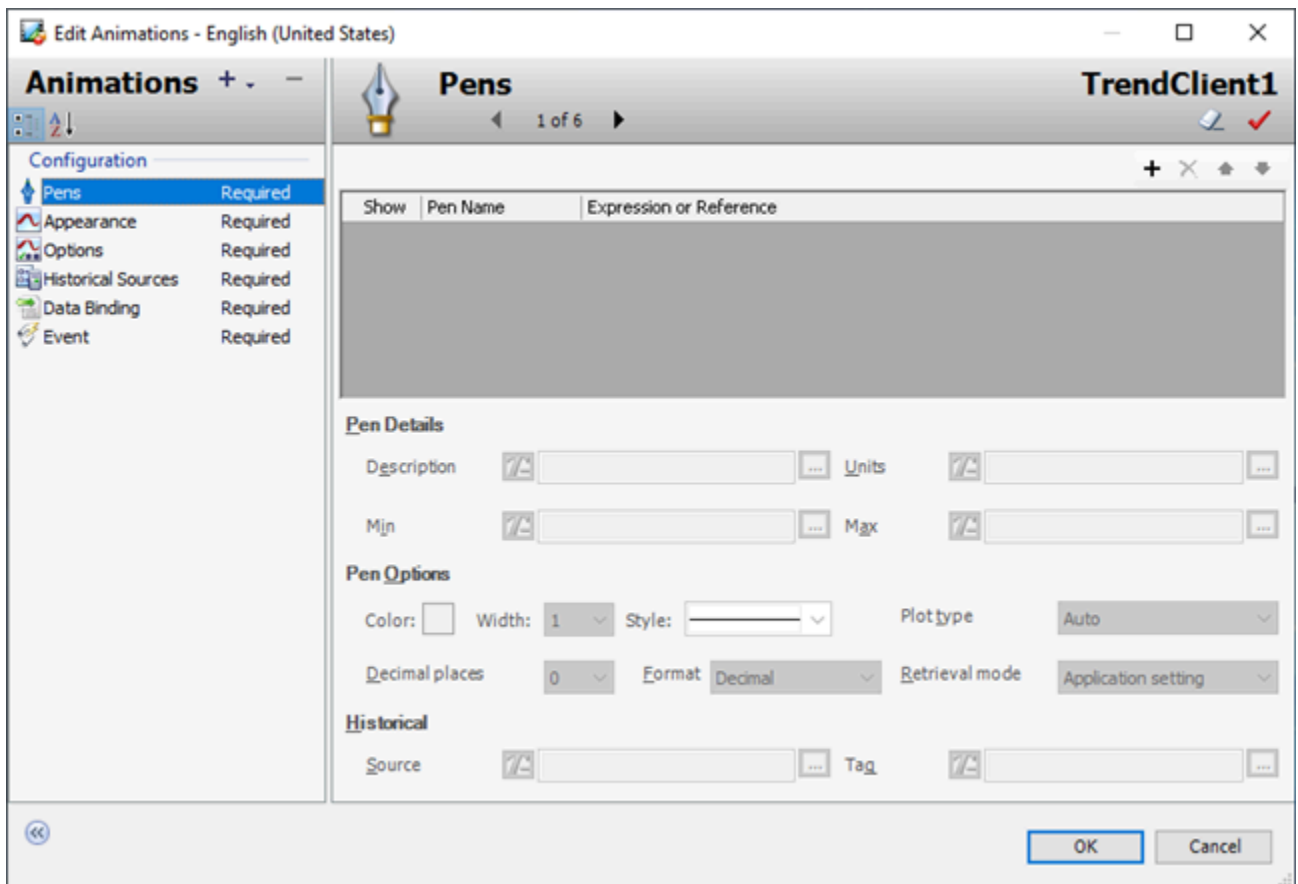 Edit Animations - English (United States)
Animations
Pens
TrendClient1
1 of 6
Configuration
Pens Required
Appearance Required
Options Required
Historical Sources Required
Data Binding Required
Event Required
Show Pen Name Expression or Reference
Pen Details
Description ... Units ...
Min ... Max ...
Pen Options
Color: Width: 1 Style: Plot type Auto
Decimal places 0 Format Decimal Retrieval mode Application setting
Historical
Source ... Tag ...
OK Cancel